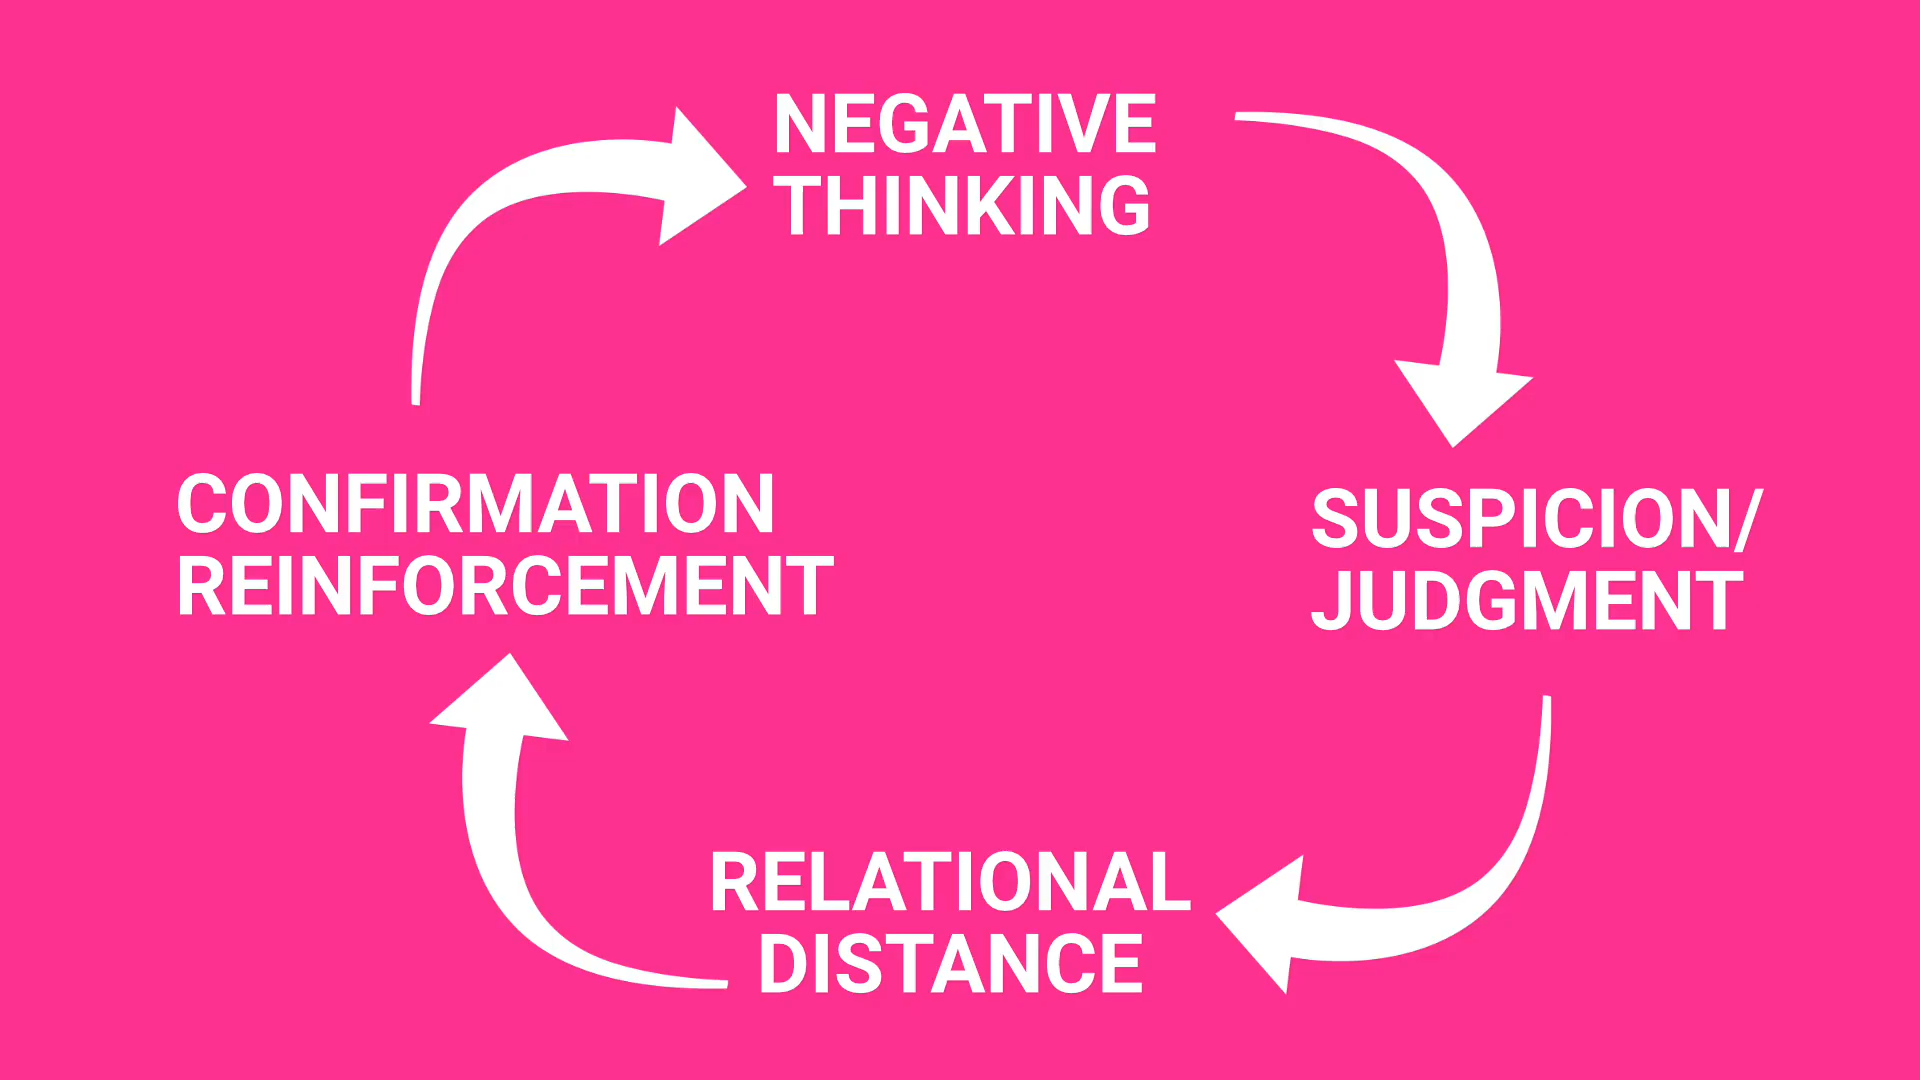 NEGATIVE
THINKING
SUSPICION/
JUDGMENT
RELATIONAL
DISTANCE
CONFIRMATION
REINFORCEMENT